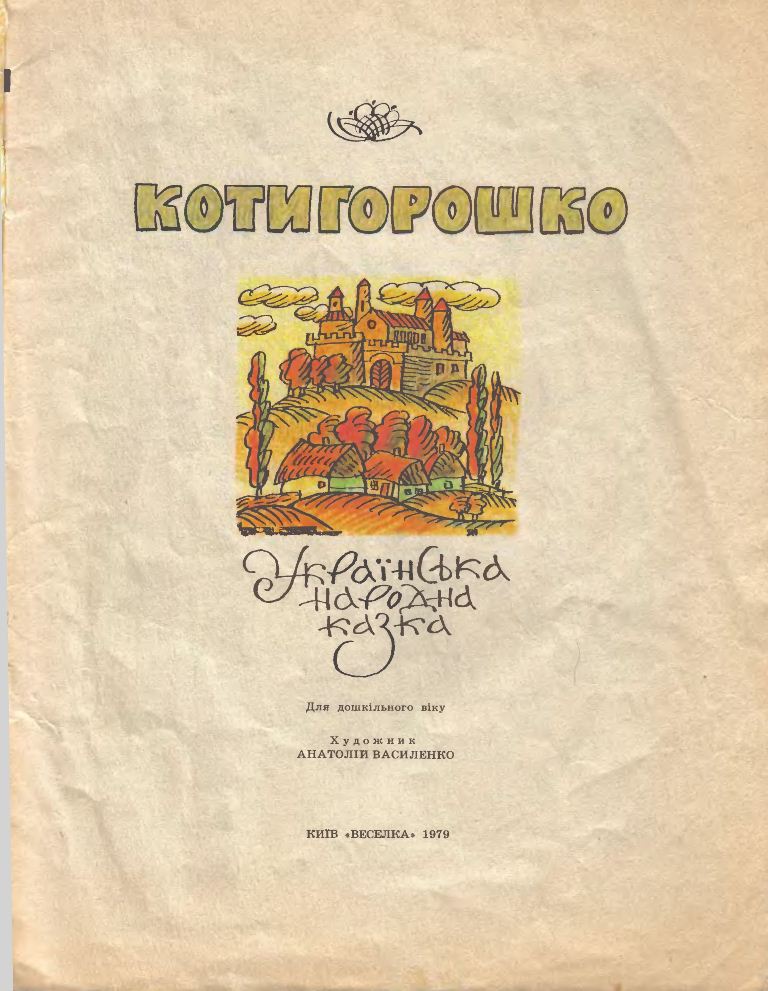 КОТИГОРОШКО
Українська
народна
казка
Для дошкільного віку
Художник
АНАТОЛІЙ ВАСИЛЕНКО
КИЇВ «ВЕСЕЛКА» 1979